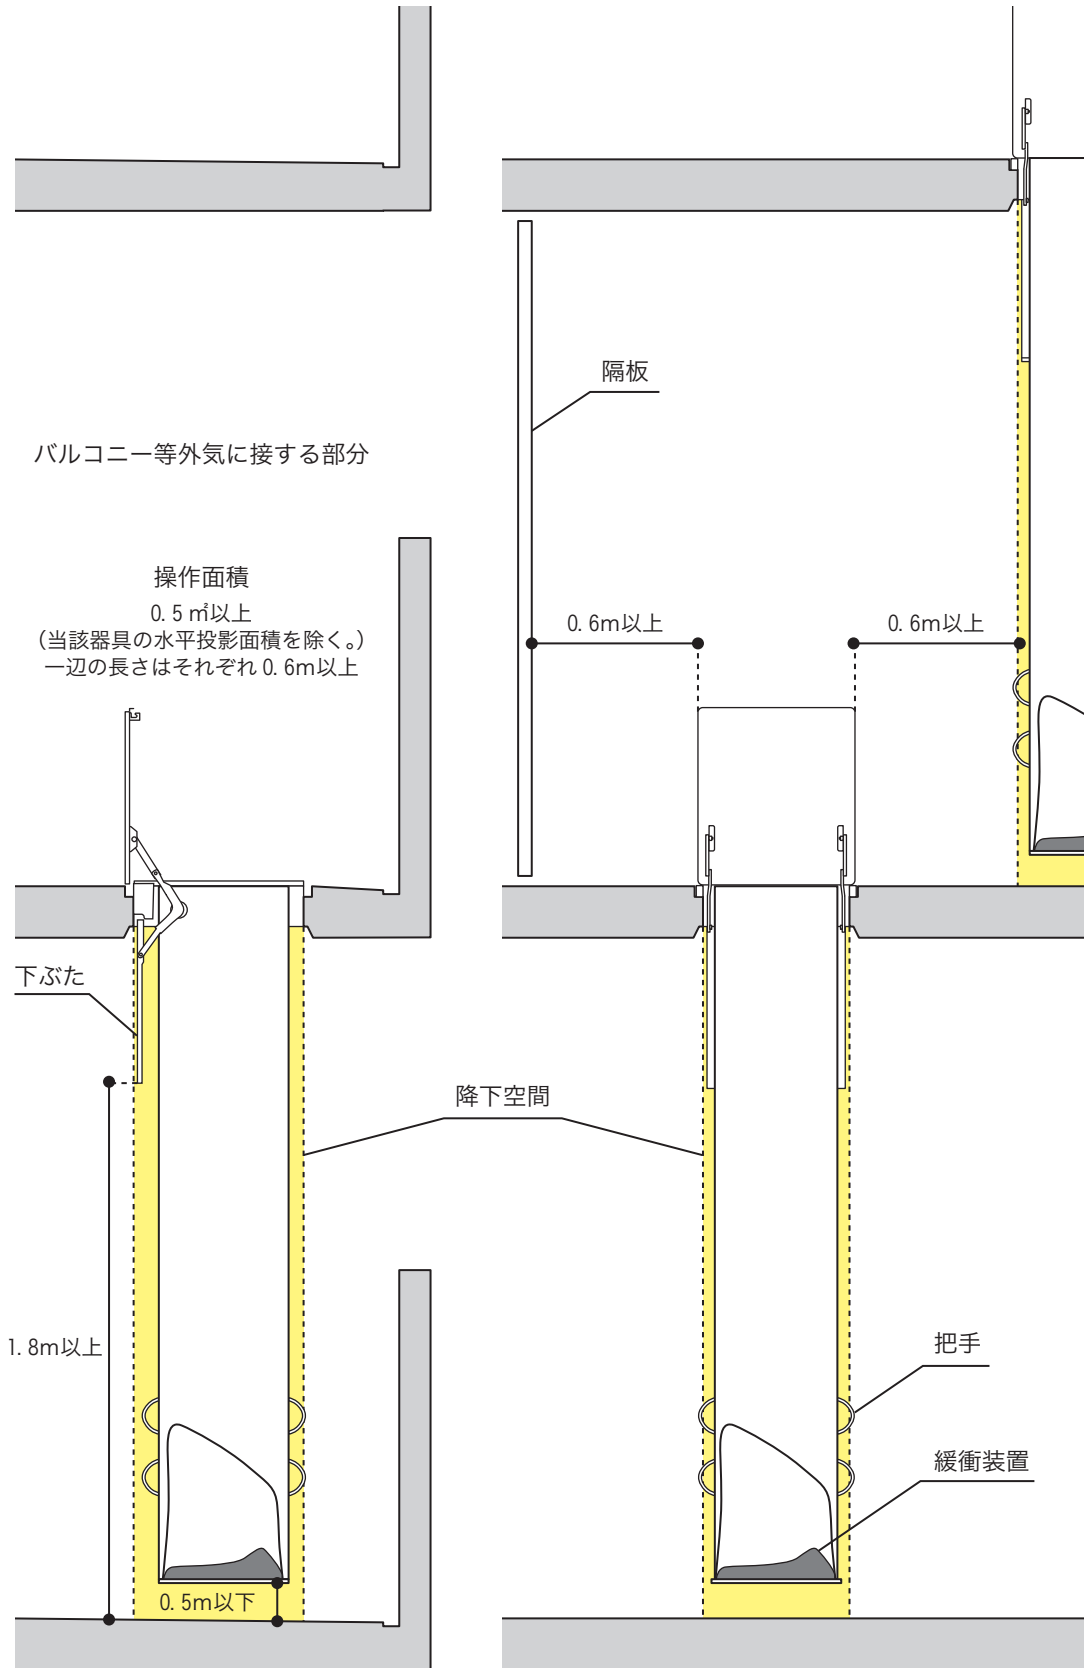 隔板
バルコニー等外気に接する部分
操作面積
0.5㎡以上
（当該器具の水平投影面積を除く。）
一辺の長さはそれぞれ0.6m以上
0.6m以上
0.6m以上
下ぶた
降下空間
1.8m以上
把手
緩衝装置
0.5m以下